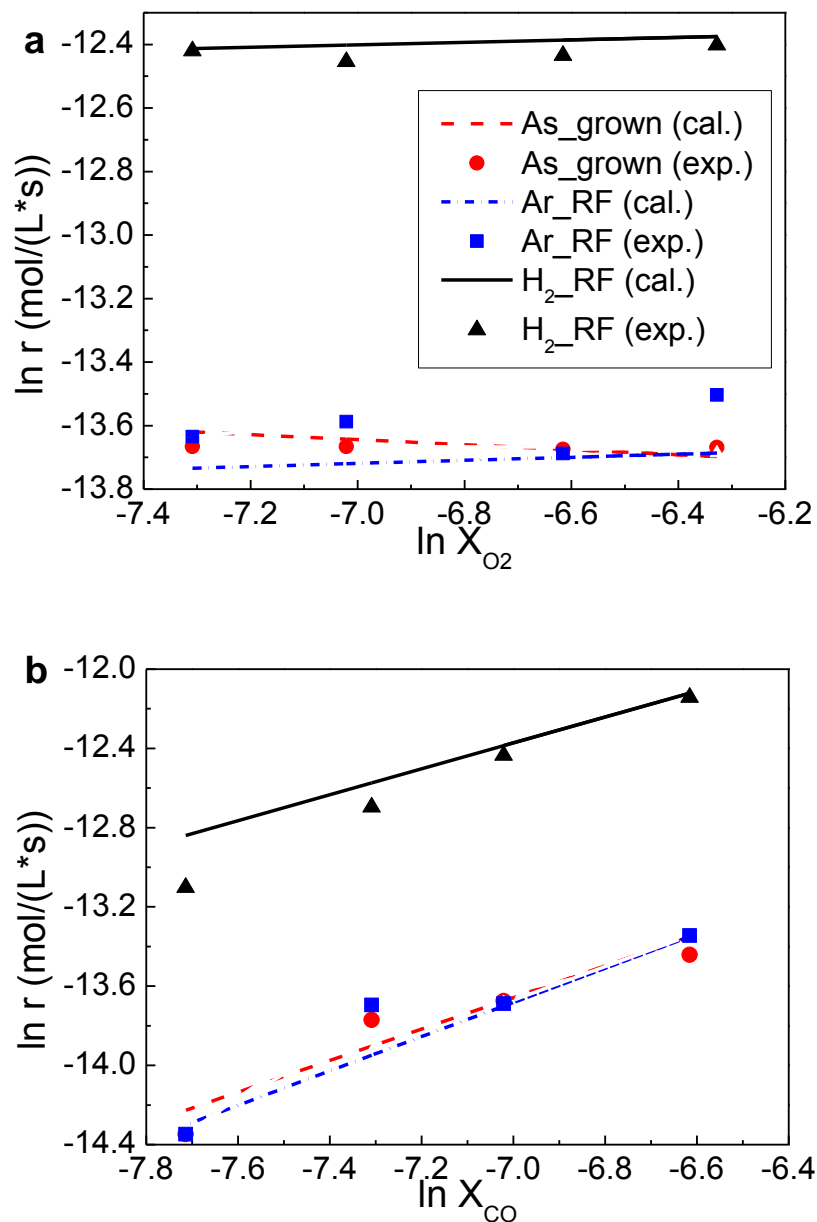 a
-12.4
-12.6
-12.8
-13.0
-13.2
-13.4
-13.6
-13.8
ln r (mol/(L*s))
As_grown (cal.)
As_grown (exp.)
Ar_RF (cal.)
Ar_RF (exp.)
H₂_RF (cal.)
H₂_RF (exp.)
-7.4 -7.2 -7.0 -6.8 -6.6 -6.4 -6.2
ln X_O2
b
-12.0
-12.4
-12.8
-13.2
-13.6
-14.0
-14.4
ln r (mol/(L*s))
-7.8 -7.6 -7.4 -7.2 -7.0 -6.8 -6.6 -6.4
ln X_CO